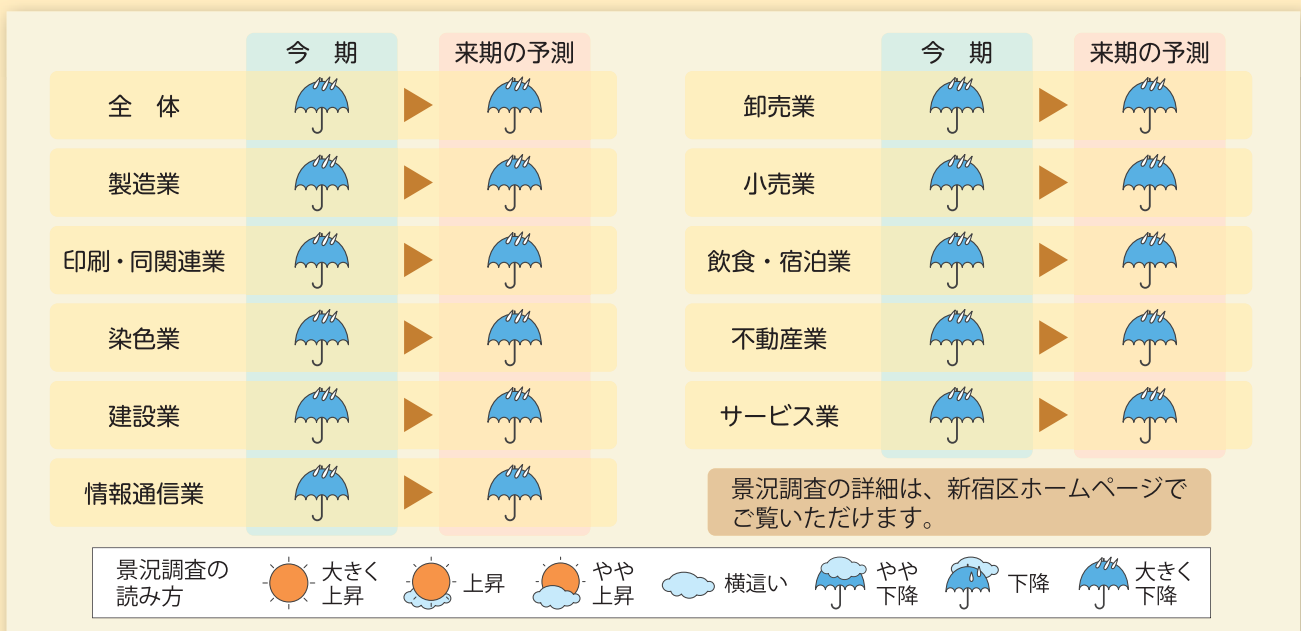 今　期
来期の予測
全　体
製造業
印刷・同関連業
染色業
建設業
情報通信業
今　期
来期の予測
卸売業
小売業
飲食・宿泊業
不動産業
サービス業
景況調査の詳細は、新宿区ホームページで
ご覧いただけます。
景況調査の
読み方
大きく
上昇
上昇
やや
上昇
横這い
やや
下降
下降
大きく
下降